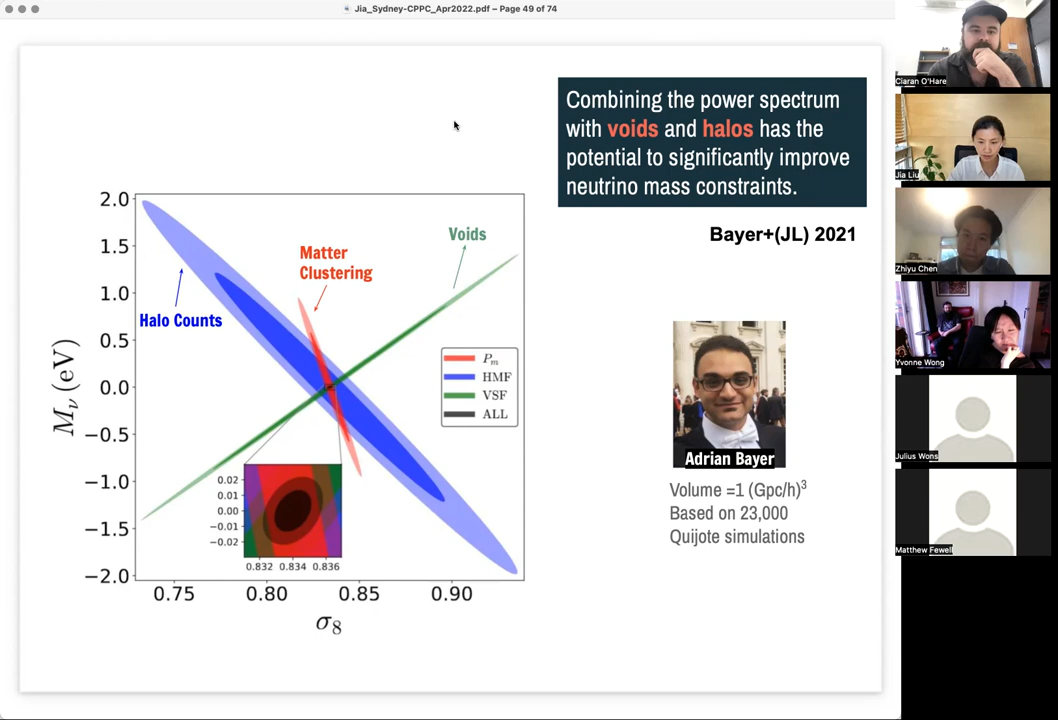 Jia_Sydney-CPPC_Apr2022.pdf – Page 49 of 74
Combining the power spectrum
with voids and halos has the
potential to significantly improve
neutrino mass constraints.
Bayer+(JL) 2021
2.0
1.5
1.0
0.5
0.0
−0.5
−1.0
−1.5
−2.0
Mν (eV)
Halo Counts
Matter
Clustering
Voids
Pm
HMF
VSF
ALL
0.02
0.01
0.00
−0.01
−0.02
0.832 0.834 0.836
0.75 0.80 0.85 0.90
σ8
Adrian Bayer
Volume =1 (Gpc/h)3
Based on 23,000
Quijote simulations
Ciaran O'Hare
Jia Liu
Zhiyu Chen
Yvonne Wong
Julius Wons
Matthew Fewell